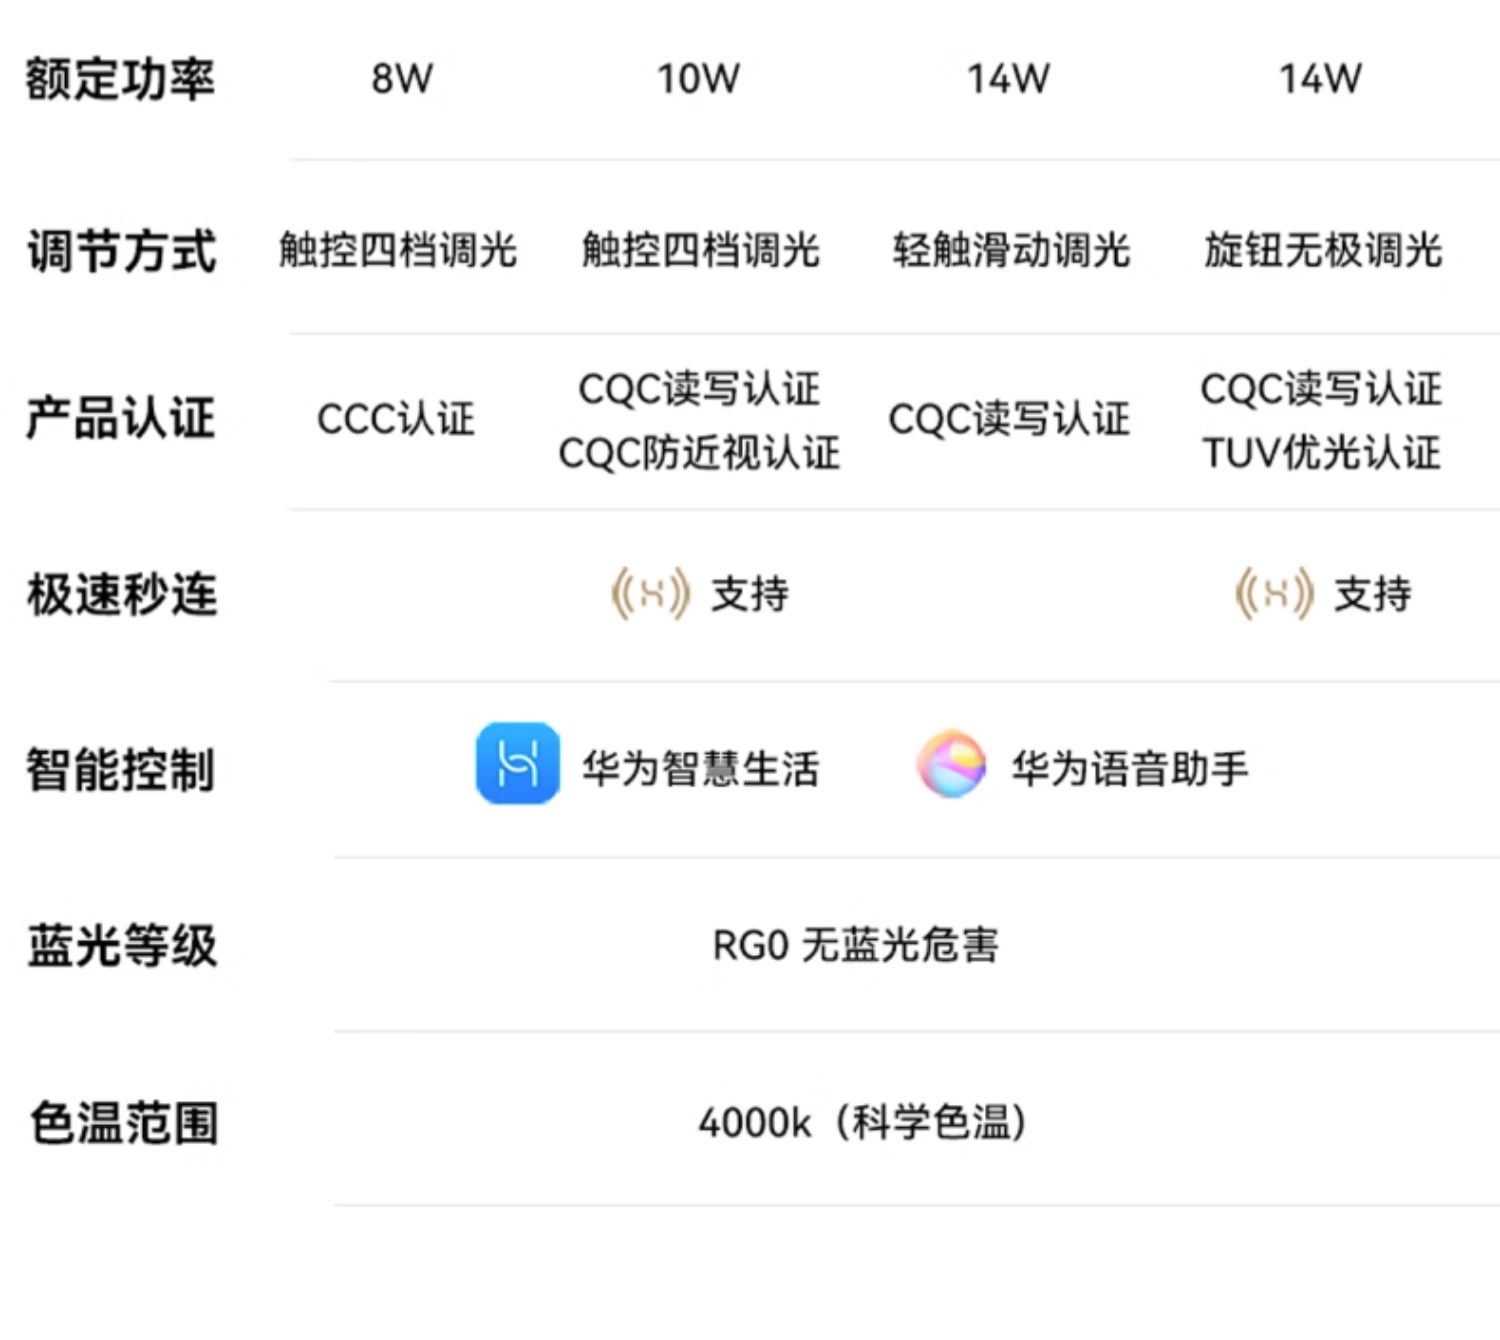 额定功率 8W 10W 14W 14W
调节方式 触控四档调光 触控四档调光 轻触滑动调光 旋钮无极调光
产品认证 CCC认证 CQC读写认证 CQC防近视认证 CQC读写认证 CQC读写认证 TUV优光认证
极速秒连 支持 支持
智能控制 华为智慧生活 华为语音助手
蓝光等级 RG0 无蓝光危害
色温范围 4000k（科学色温）